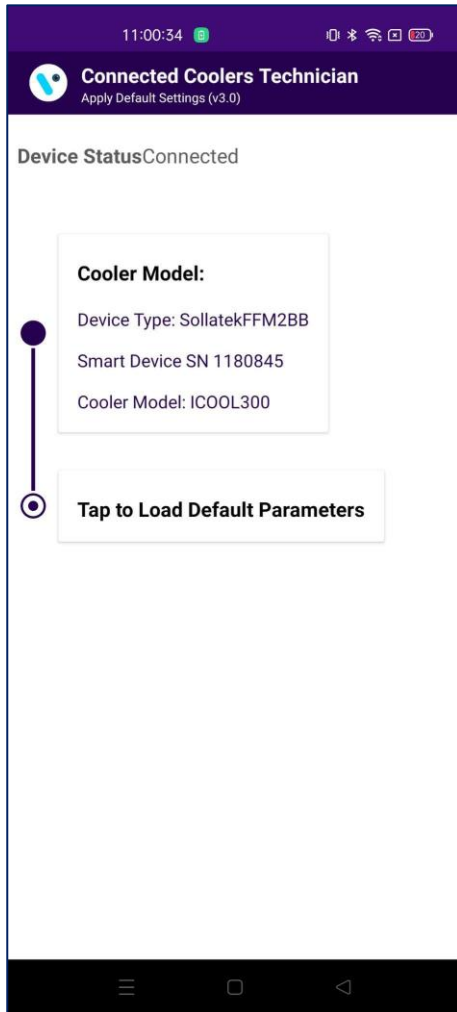 11:00:34
20
Connected Coolers Technician
Apply Default Settings (v3.0)
Device StatusConnected
Cooler Model:
Device Type: SollatekFFM2BB
Smart Device SN 1180845
Cooler Model: ICOOL300
Tap to Load Default Parameters